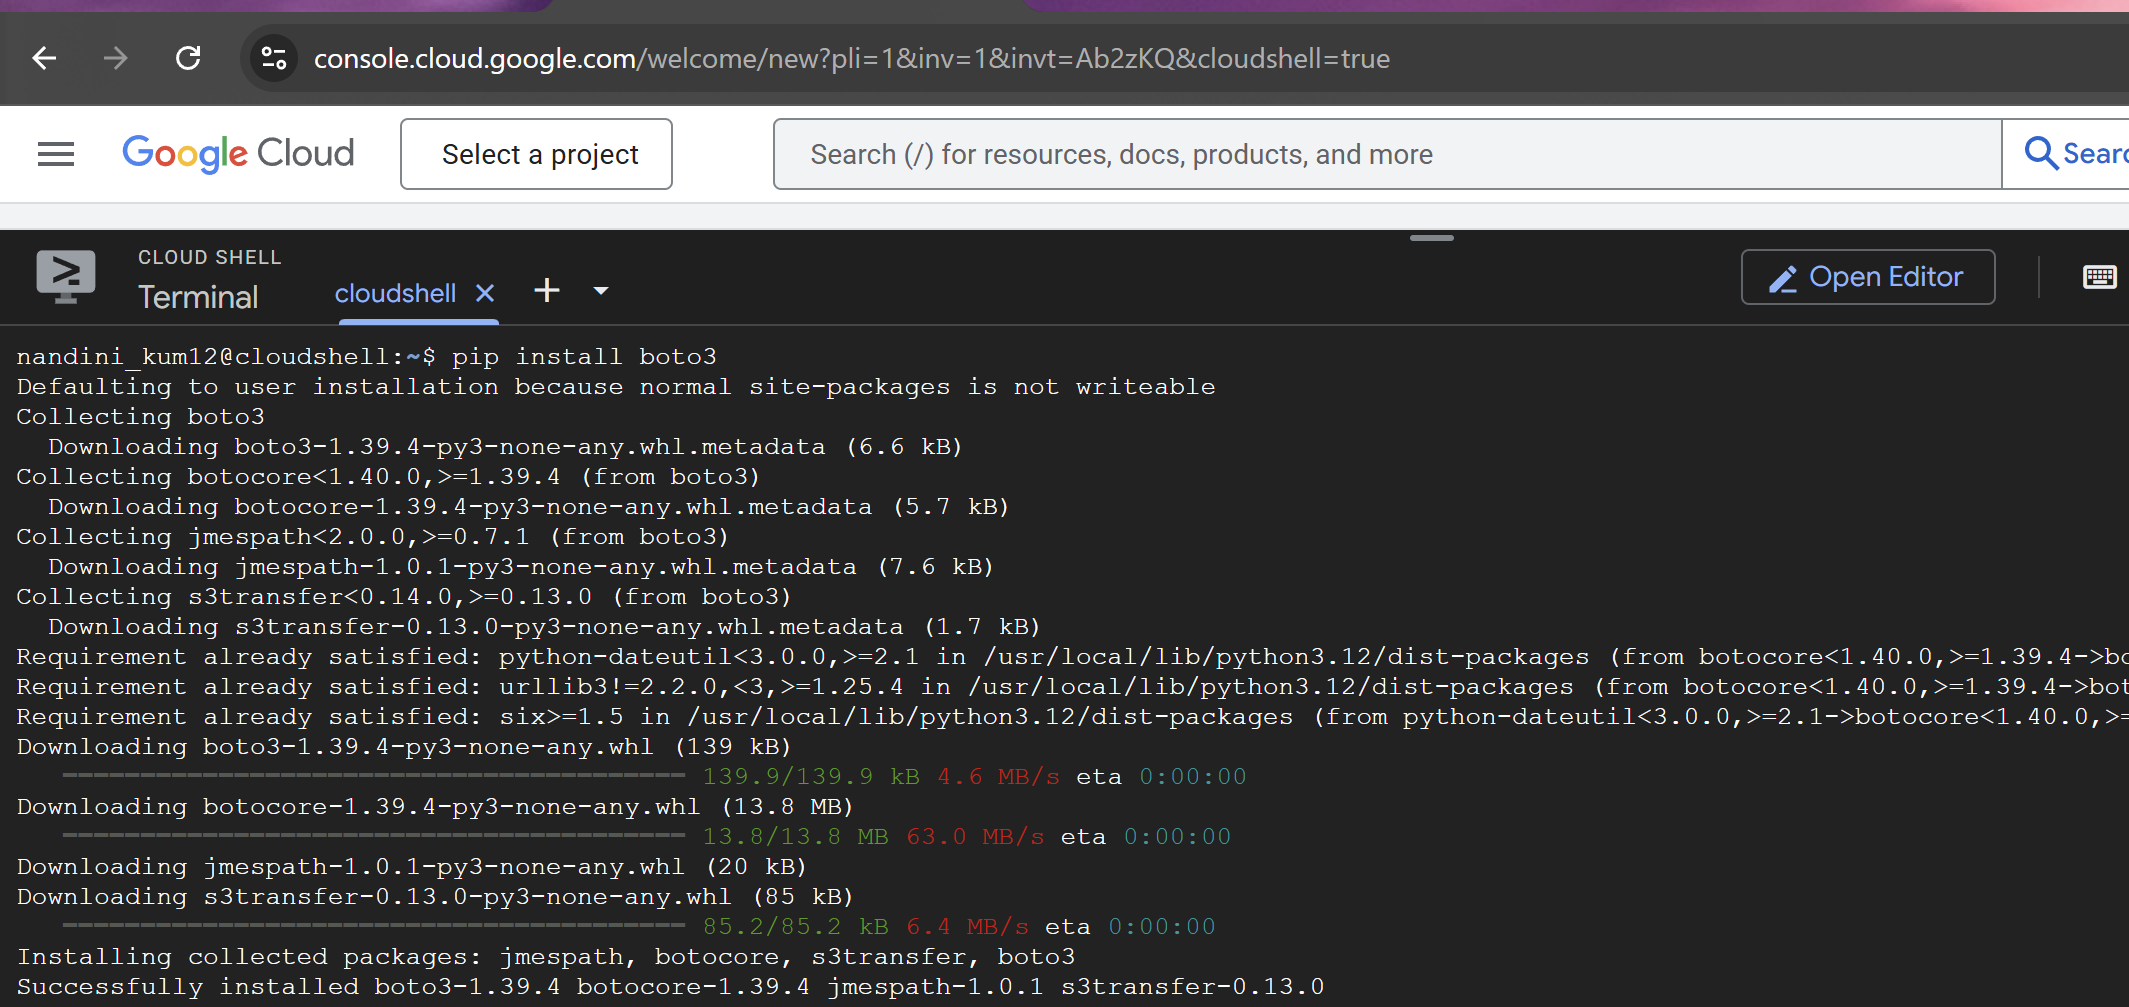 console.cloud.google.com/welcome/new?pli=1&inv=1&invt=Ab2zKQ&cloudshell=true
Google Cloud
Select a project
Search (/) for resources, docs, products, and more
CLOUD SHELL
Terminal
cloudshell
Open Editor
nandini_kum12@cloudshell:~$ pip install boto3
Defaulting to user installation because normal site-packages is not writeable
Collecting boto3
  Downloading boto3-1.39.4-py3-none-any.whl.metadata (6.6 kB)
Collecting botocore<1.40.0,>=1.39.4 (from boto3)
  Downloading botocore-1.39.4-py3-none-any.whl.metadata (5.7 kB)
Collecting jmespath<2.0.0,>=0.7.1 (from boto3)
  Downloading jmespath-1.0.1-py3-none-any.whl.metadata (7.6 kB)
Collecting s3transfer<0.14.0,>=0.13.0 (from boto3)
  Downloading s3transfer-0.13.0-py3-none-any.whl.metadata (1.7 kB)
Requirement already satisfied: python-dateutil<3.0.0,>=2.1 in /usr/local/lib/python3.12/dist-packages (from botocore<1.40.0,>=1.39.4->
Requirement already satisfied: urllib3!=2.2.0,<3,>=1.25.4 in /usr/local/lib/python3.12/dist-packages (from botocore<1.40.0,>=1.39.4->
Requirement already satisfied: six>=1.5 in /usr/local/lib/python3.12/dist-packages (from python-dateutil<3.0.0,>=2.1->botocore<1.40.0,>=
Downloading boto3-1.39.4-py3-none-any.whl (139 kB)
139.9/139.9 kB 4.6 MB/s eta 0:00:00
Downloading botocore-1.39.4-py3-none-any.whl (13.8 MB)
13.8/13.8 MB 63.0 MB/s eta 0:00:00
Downloading jmespath-1.0.1-py3-none-any.whl (20 kB)
Downloading s3transfer-0.13.0-py3-none-any.whl (85 kB)
85.2/85.2 kB 6.4 MB/s eta 0:00:00
Installing collected packages: jmespath, botocore, s3transfer, boto3
Successfully installed boto3-1.39.4 botocore-1.39.4 jmespath-1.0.1 s3transfer-0.13.0